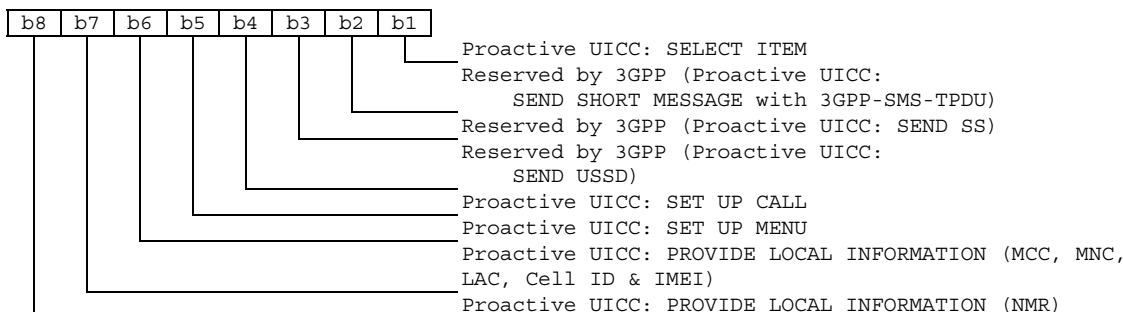 b8 b7 b6 b5 b4 b3 b2 b1
Proactive UICC: SELECT ITEM
Reserved by 3GPP (Proactive UICC:
SEND SHORT MESSAGE with 3GPP-SMS-TPDU)
Reserved by 3GPP (Proactive UICC: SEND SS)
Reserved by 3GPP (Proactive UICC:
SEND USSD)
Proactive UICC: SET UP CALL
Proactive UICC: SET UP MENU
Proactive UICC: PROVIDE LOCAL INFORMATION (MCC, MNC,
LAC, Cell ID & IMEI)
Proactive UICC: PROVIDE LOCAL INFORMATION (NMR)